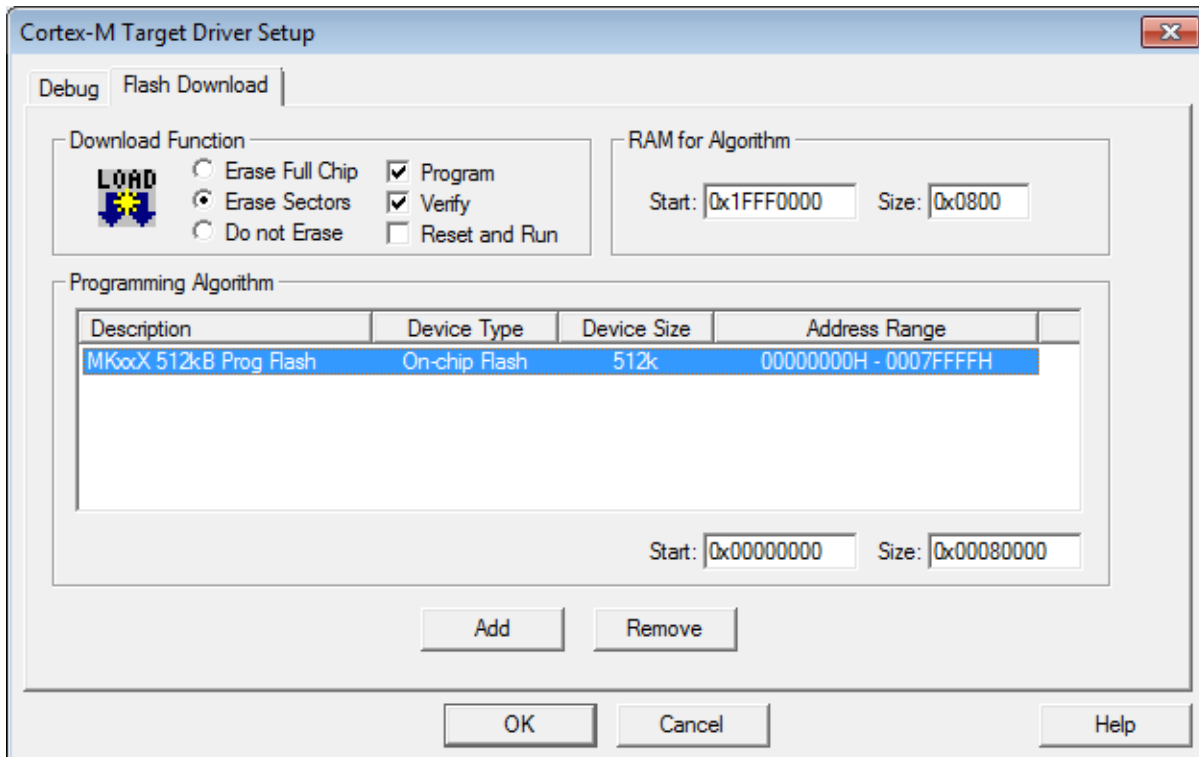 Cortex-M Target Driver Setup
Debug Flash Download
Download Function
LOAD
Erase Full Chip
Erase Sectors
Do not Erase
Program
Verify
Reset and Run
RAM for Algorithm
Start: 0x1FFF0000 Size: 0x0800
Programming Algorithm
Description Device Type Device Size Address Range
MKxxX 512kB Prog Flash On-chip Flash 512k 00000000H - 0007FFFFH
Start: 0x00000000 Size: 0x00080000
Add Remove
OK Cancel Help